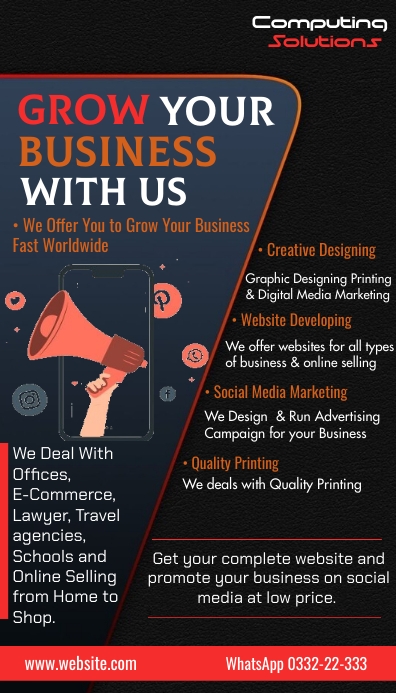 Computing
Solutions
GROW YOUR
BUSINESS
WITH US
• We Offer You to Grow Your Business
Fast Worldwide
• Creative Designing
Graphic Designing Printing
& Digital Media Marketing
• Website Developing
We offer websites for all types
of business & online selling
• Social Media Marketing
We Design & Run Advertising
Campaign for your Business
• Quality Printing
We deals with Quality Printing
We Deal With
Offices,
E-Commerce,
Lawyer, Travel
agencies,
Schools and
Online Selling
from Home to
Shop.
Get your complete website and
promote your business on social
media at low price.
www.website.com
WhatsApp 0332-22-333